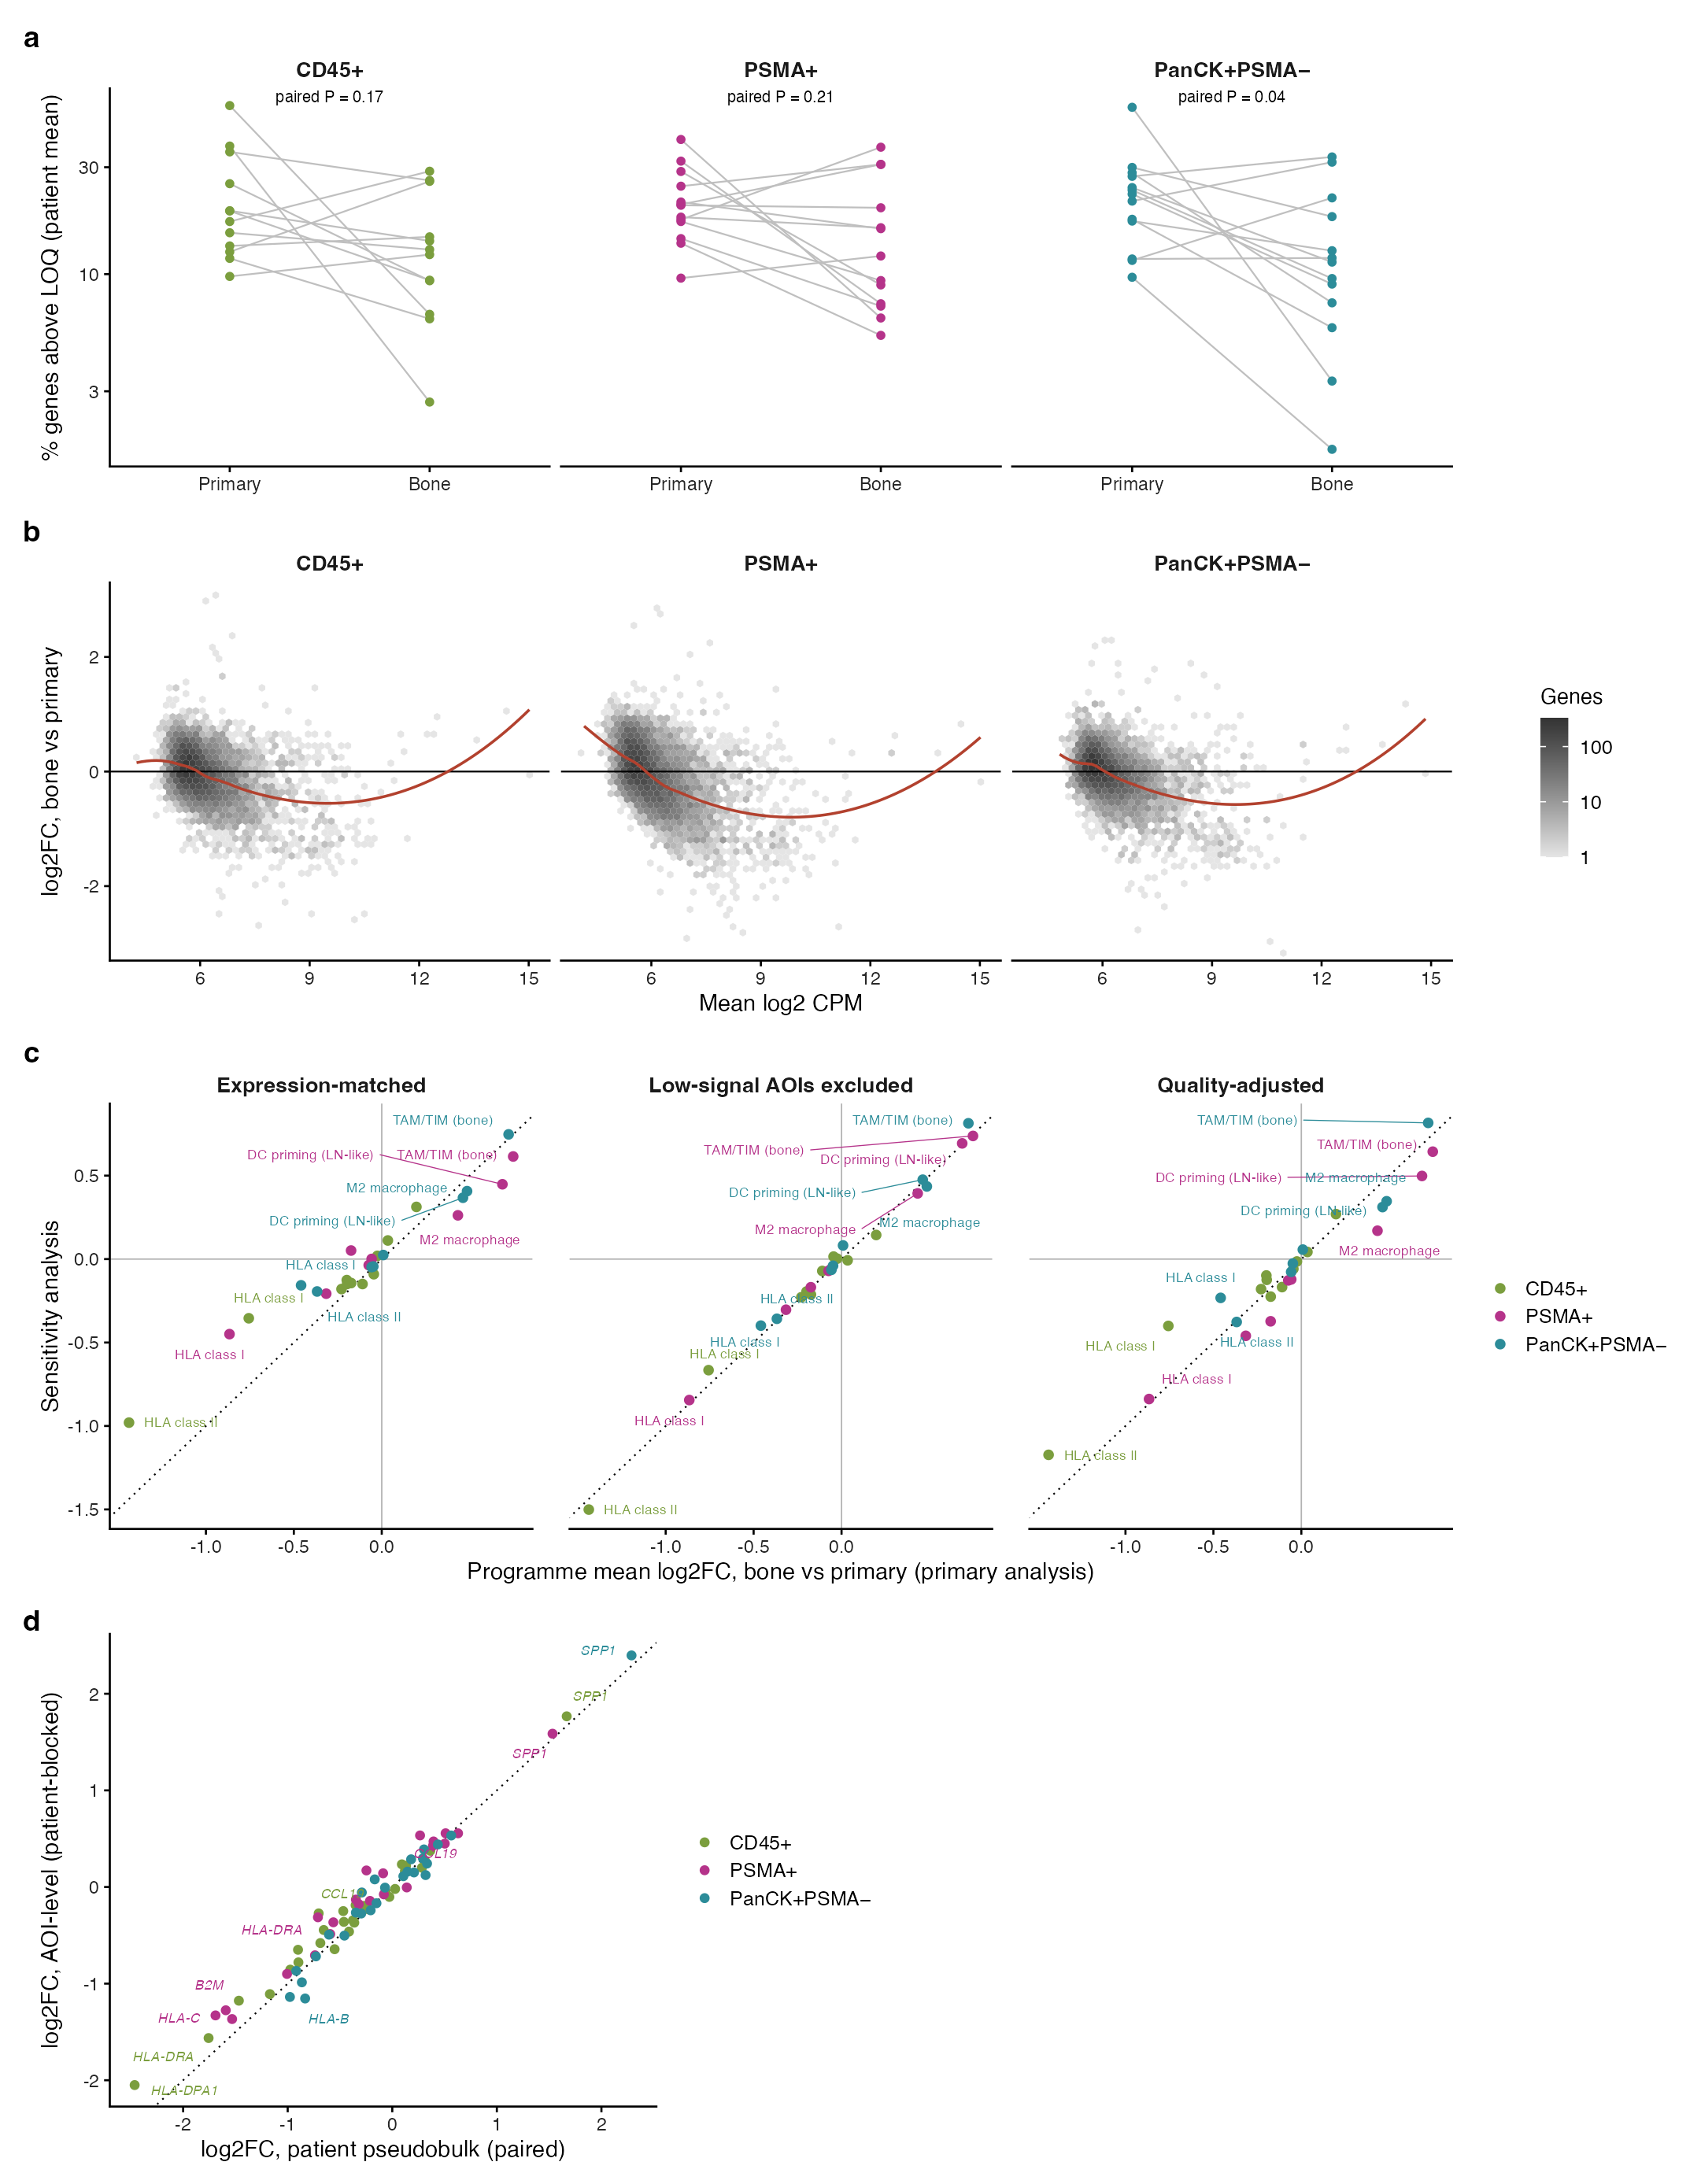 a
CD45+
PSMA+
PanCK+PSMA−
paired P = 0.17
paired P = 0.21
paired P = 0.04
% genes above LOQ (patient mean)
30
10
3
Primary
Bone
Primary
Bone
Primary
Bone
b
CD45+
PSMA+
PanCK+PSMA−
log2FC, bone vs primary
2
0
-2
6
9
12
15
6
9
12
15
6
9
12
15
Mean log2 CPM
Genes
100
10
1
c
Expression-matched
Low-signal AOIs excluded
Quality-adjusted
Sensitivity analysis
0.5
0.0
-0.5
-1.0
-1.5
TAM/TIM (bone)
DC priming (LN-like)
TAM/TIM (bone)
M2 macrophage
DC priming (LN-like)
M2 macrophage
HLA class I
HLA class I
HLA class II
HLA class I
HLA class II
TAM/TIM (bone)
TAM/TIM (bone)
DC priming (LN-like)
DC priming (LN-like)
M2 macrophage
M2 macrophage
HLA class II
HLA class I
HLA class I
HLA class I
HLA class II
TAM/TIM (bone)
TAM/TIM (bone)
DC priming (LN-like)
M2 macrophage
DC priming (LN-like)
M2 macrophage
HLA class I
HLA class I
HLA class II
HLA class I
HLA class II
-1.0
-0.5
0.0
-1.0
-0.5
0.0
-1.0
-0.5
0.0
Programme mean log2FC, bone vs primary (primary analysis)
CD45+
PSMA+
PanCK+PSMA−
d
log2FC, AOI-level (patient-blocked)
2
1
0
-1
-2
SPP1
SPP1
SPP1
HLA-DRA
B2M
HLA-C
HLA-B
HLA-DRA
HLA-DPA1
-2
-1
0
1
2
log2FC, patient pseudobulk (paired)
CD45+
PSMA+
PanCK+PSMA−